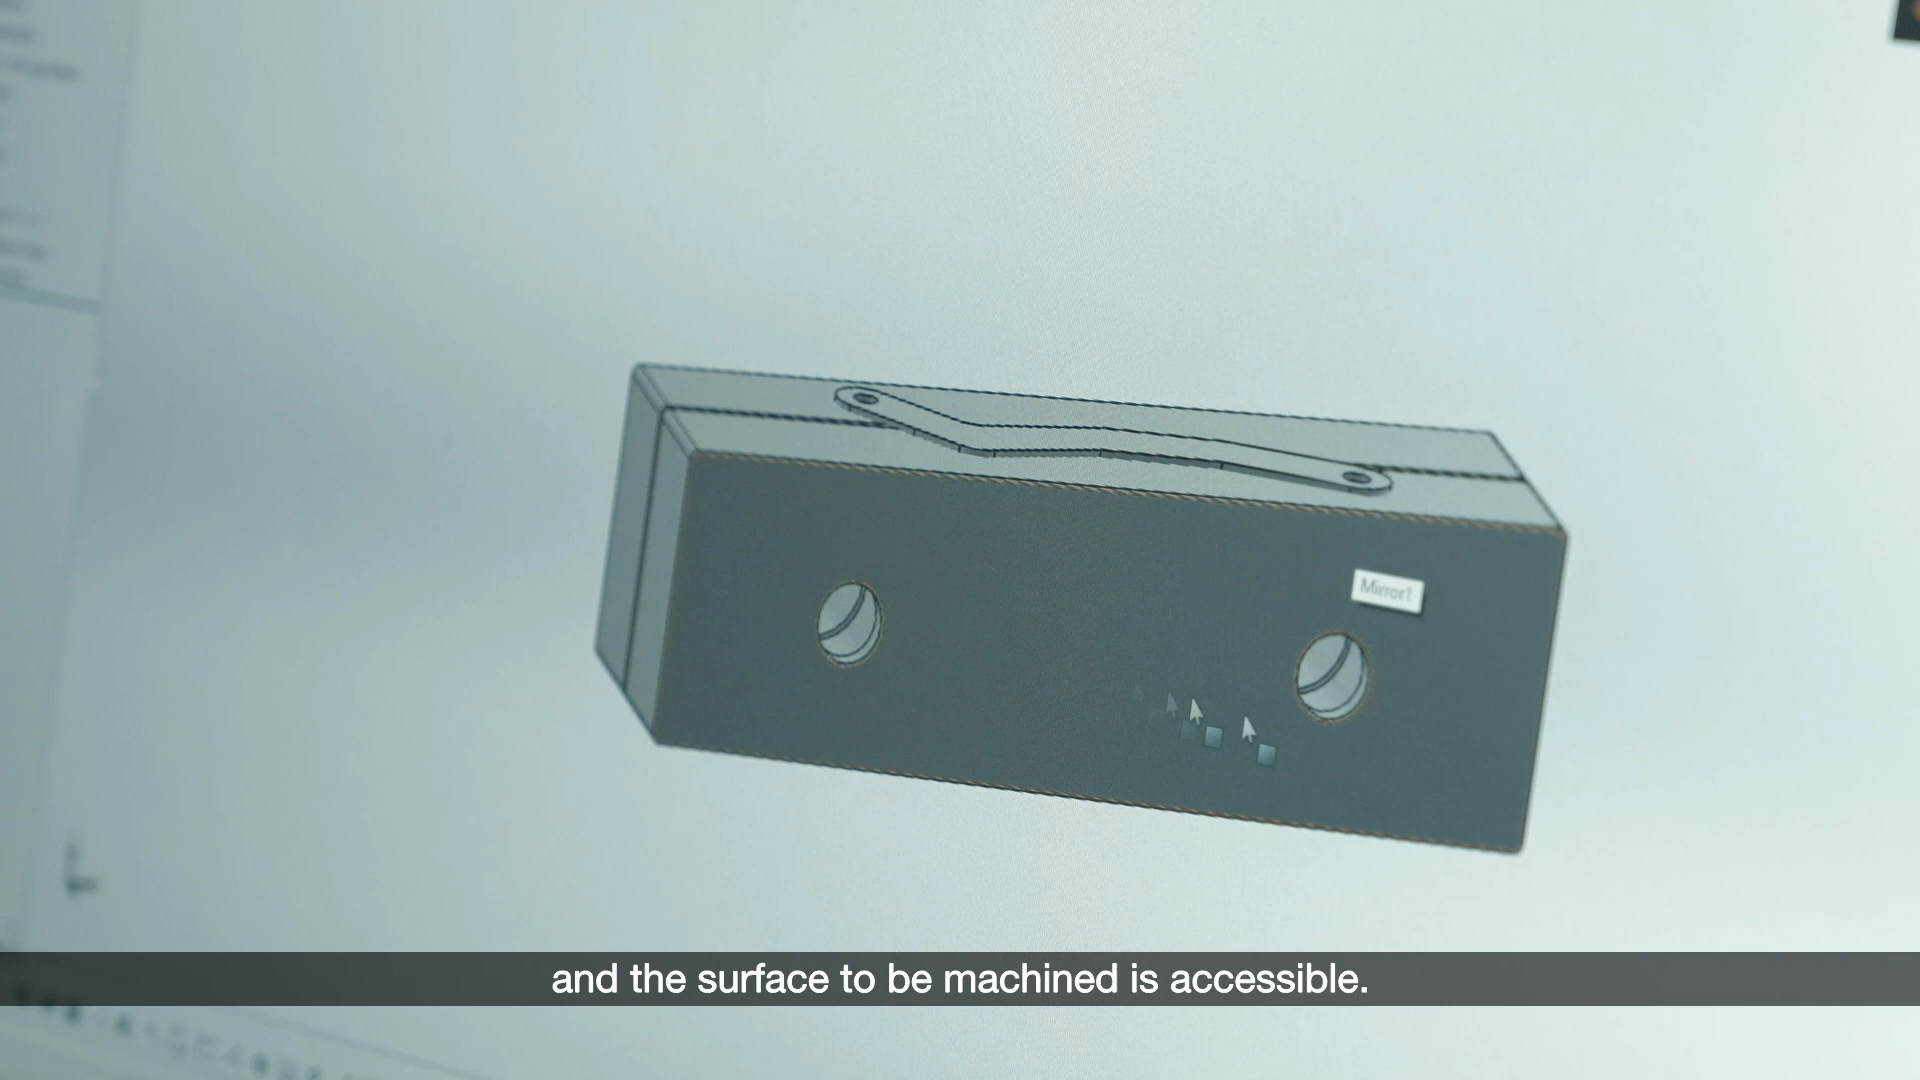 Mirror1
and the surface to be machined is accessible.